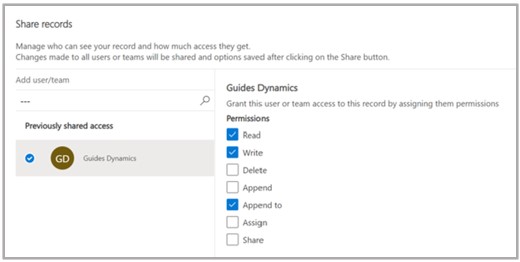 Share records
Manage who can see your record and how much access they get.
Changes made to all users or teams will be shared and options saved after clicking on the Share button.
Add user/team
---
Previously shared access
GD Guides Dynamics
Guides Dynamics
Grant this user or team access to this record by assigning them permissions
Permissions
Read
Write
Delete
Append
Append to
Assign
Share